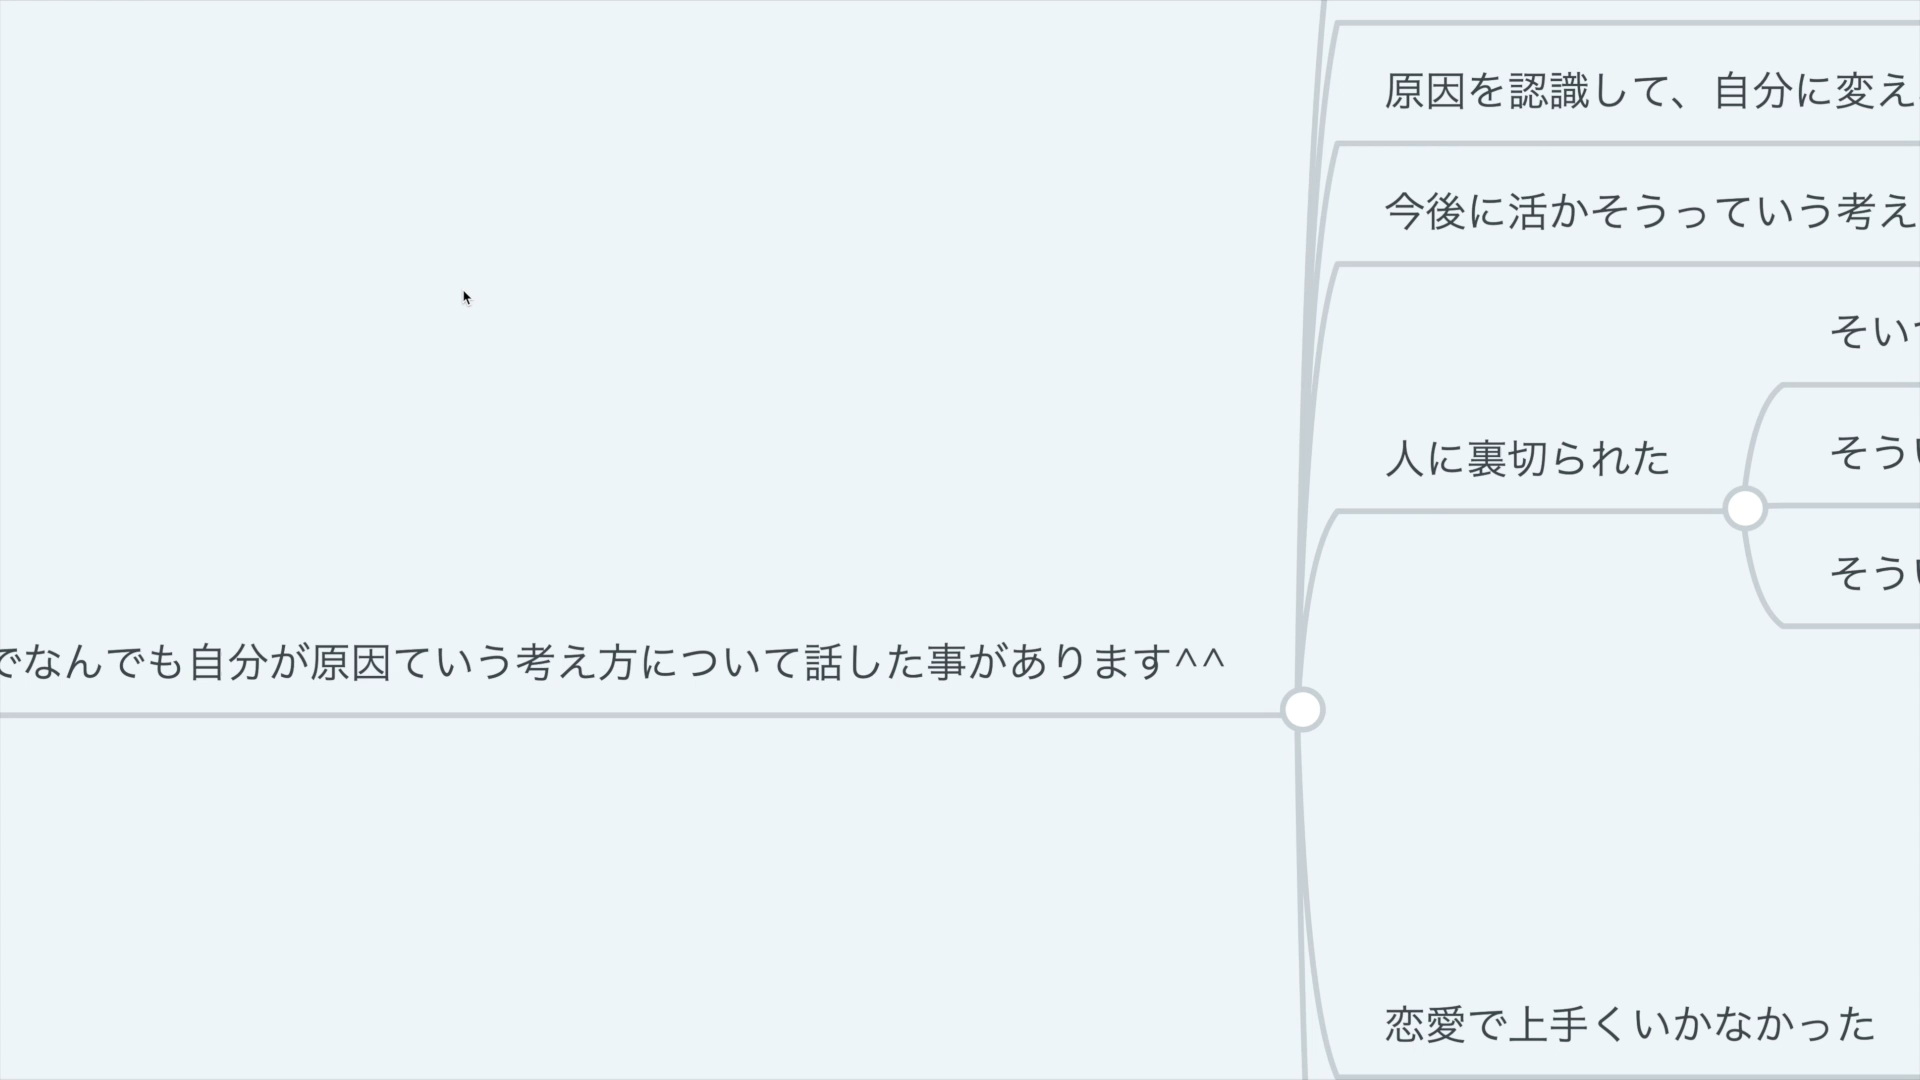 原因を認識して、自分に変え
今後に活かそうっていう考え
そい
人に裏切られた
そう
そう
でなんでも自分が原因ていう考え方について話した事があります^^
恋愛で上手くいかなかった